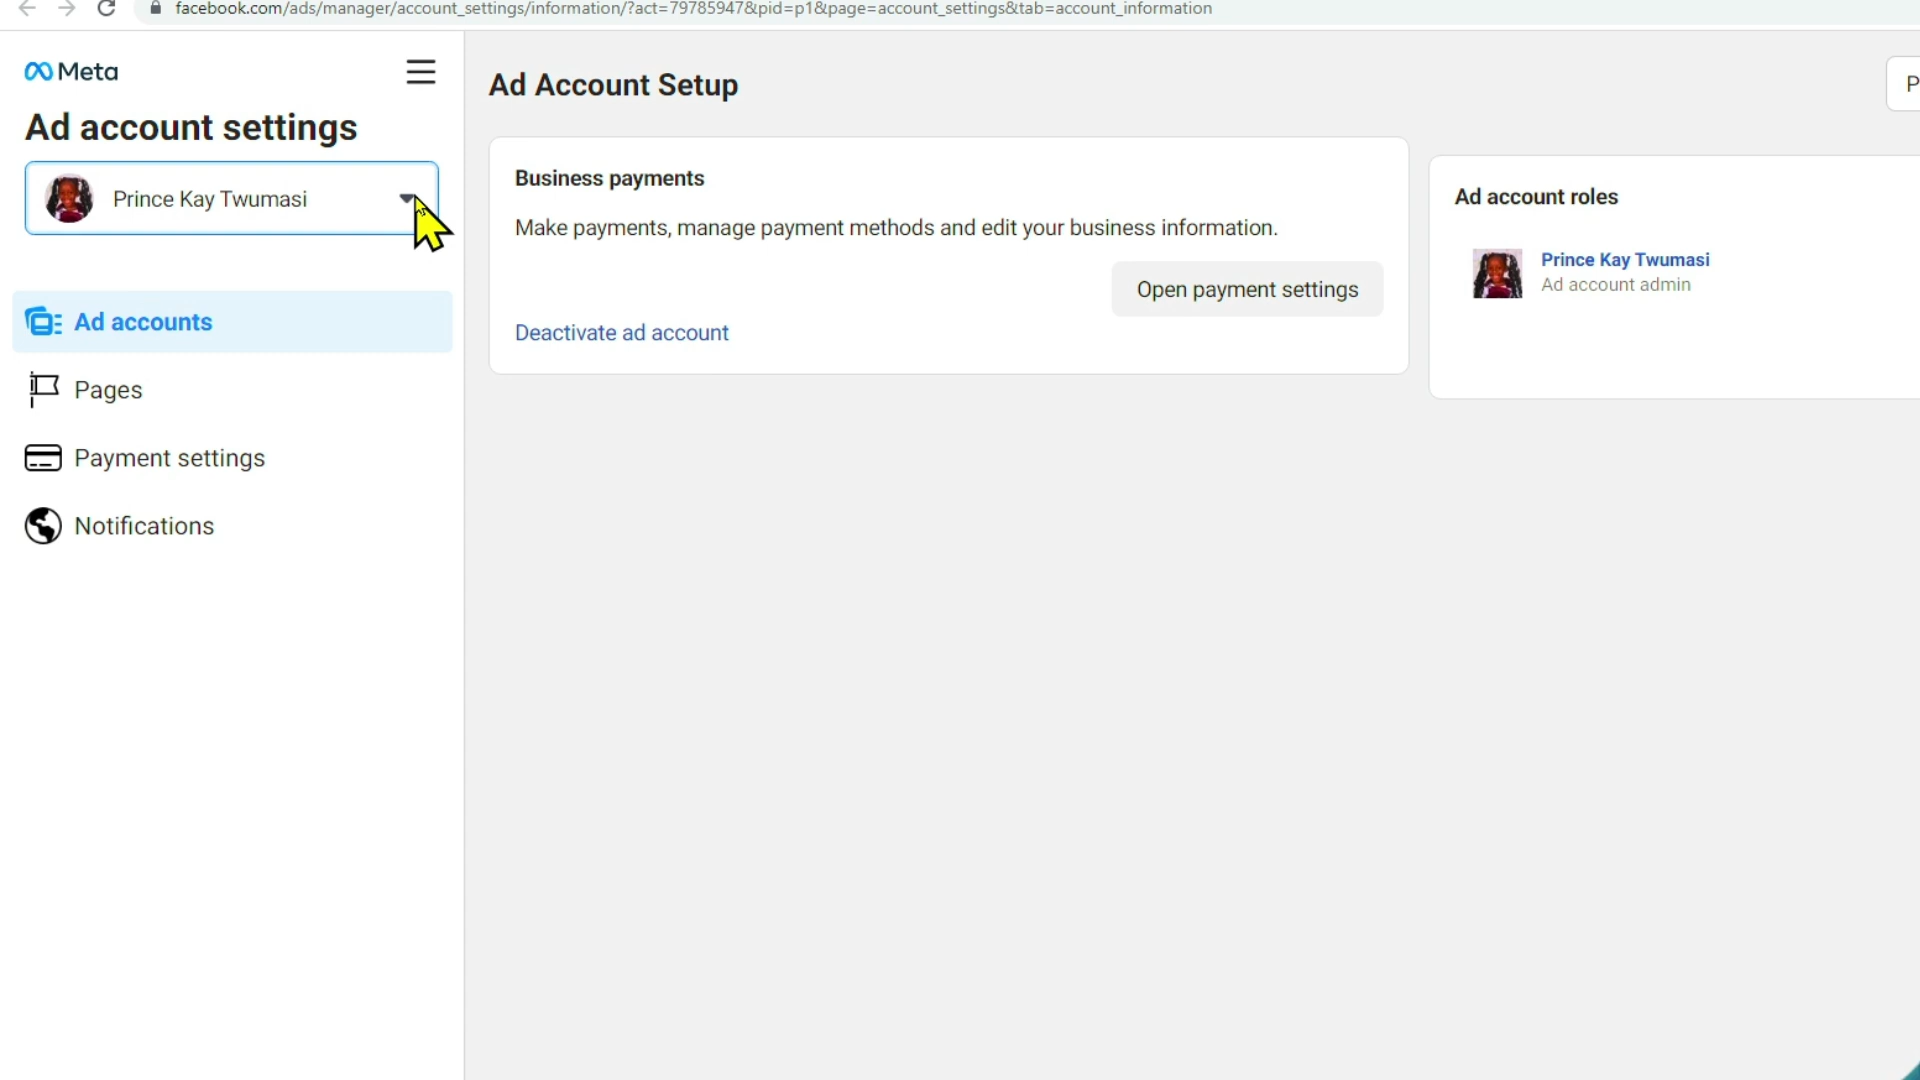 facebook.com/ads/manager/account_settings/information/?act=79785947&pid=p1&page=account_settings&tab=account_information
Meta
Ad account settings
Prince Kay Twumasi
Ad accounts
Pages
Payment settings
Notifications
Ad Account Setup
P
Business payments
Make payments, manage payment methods and edit your business information.
Open payment settings
Deactivate ad account
Ad account roles
Prince Kay Twumasi
Ad account admin